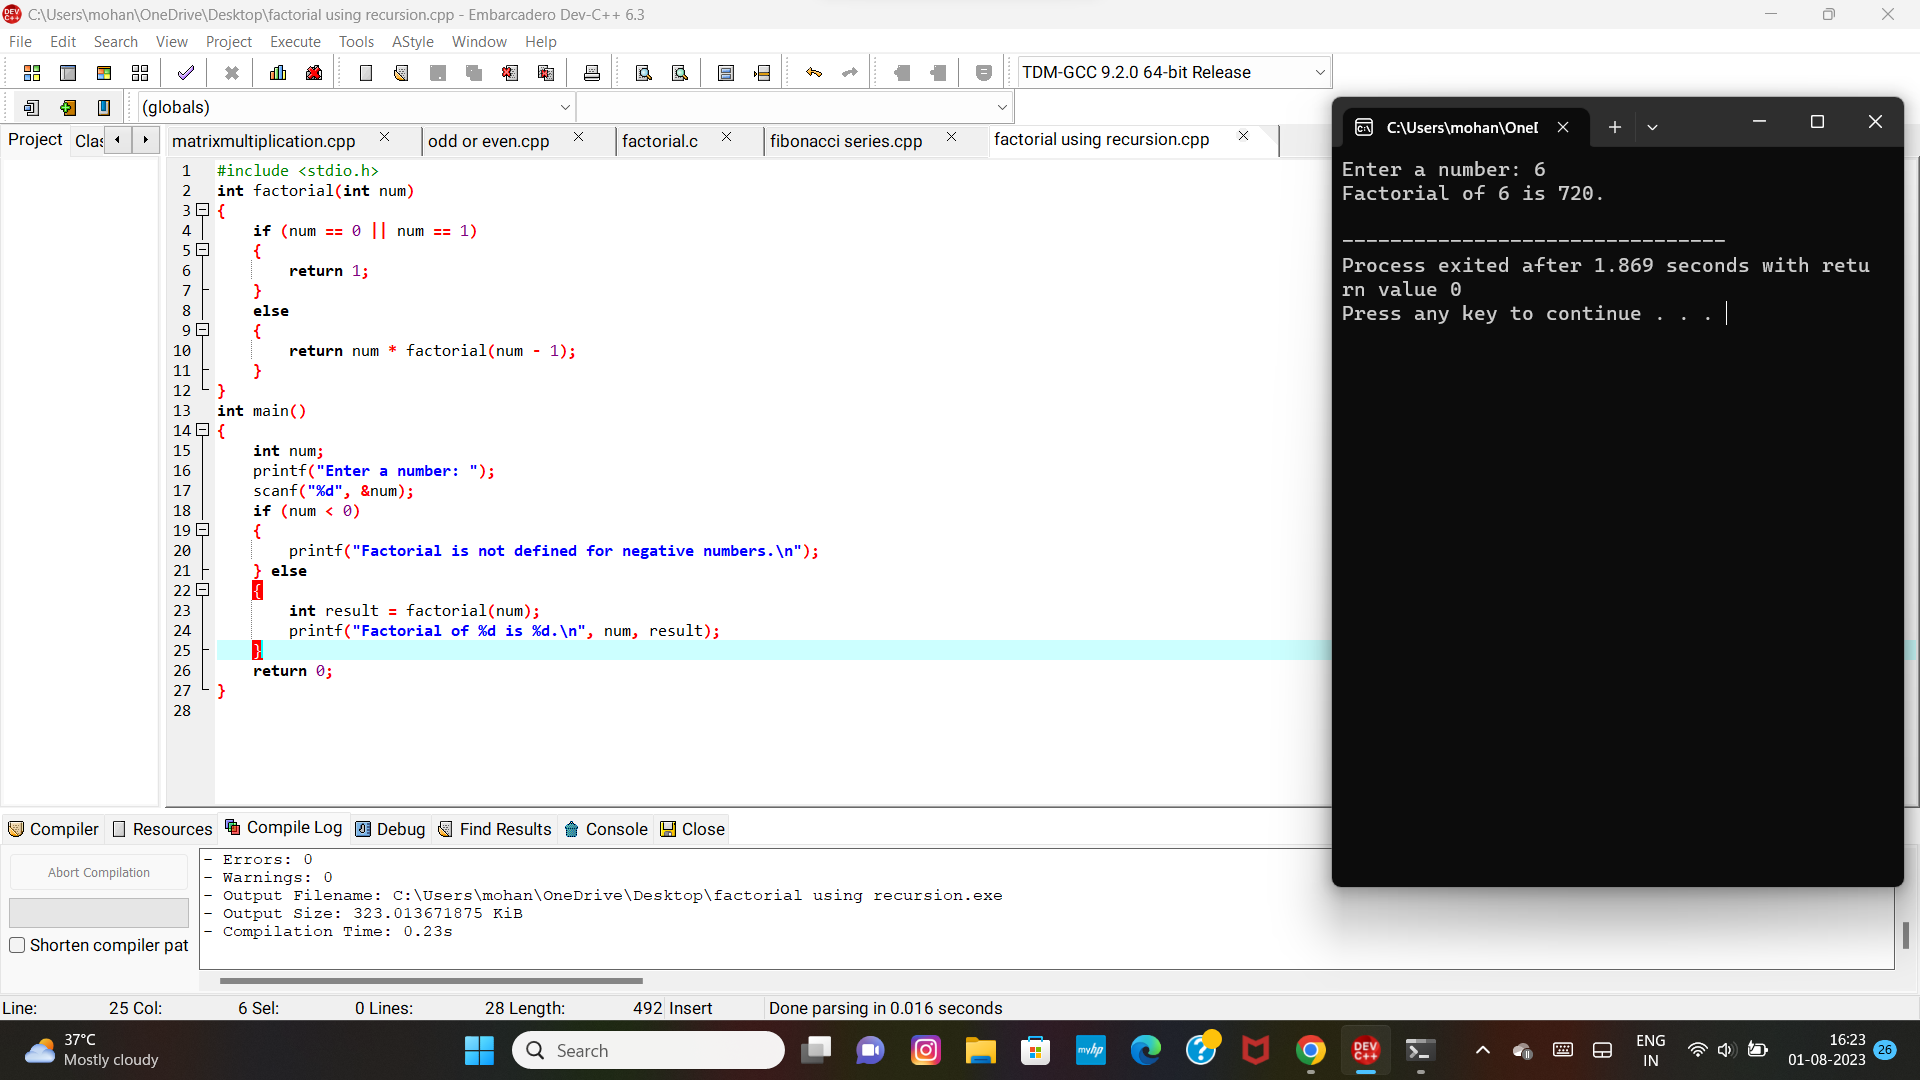 C:\Users\mohan\OneDrive\Desktop\factorial using recursion.cpp - Embarcadero Dev-C++ 6.3
File Edit Search View Project Execute Tools AStyle Window Help
TDM-GCC 9.2.0 64-bit Release
(globals)
Project Clas
matrixmultiplication.cpp odd or even.cpp factorial.c fibonacci series.cpp factorial using recursion.cpp
1 #include <stdio.h>
2 int factorial(int num)
3 {
4 if (num == 0 || num == 1)
5 {
6 return 1;
7 }
8 else
9 {
10 return num * factorial(num - 1);
11 }
12 }
13 int main()
14 {
15 int num;
16 printf("Enter a number: ");
17 scanf("%d", &num);
18 if (num < 0)
19 {
20 printf("Factorial is not defined for negative numbers.\n");
21 } else
22 {
23 int result = factorial(num);
24 printf("Factorial of %d is %d.\n", num, result);
25 }
26 return 0;
27 }
28
C:\Users\mohan\OneD
Enter a number: 6
Factorial of 6 is 720.
--------------------------------
Process exited after 1.869 seconds with retu
rn value 0
Press any key to continue . . .
Compiler Resources Compile Log Debug Find Results Console Close
Abort Compilation
Shorten compiler pat
- Errors: 0
- Warnings: 0
- Output Filename: C:\Users\mohan\OneDrive\Desktop\factorial using recursion.exe
- Output Size: 323.013671875 KiB
- Compilation Time: 0.23s
Line: 25 Col: 6 Sel: 0 Lines: 28 Length: 492 Insert Done parsing in 0.016 seconds
37°C
Mostly cloudy
Search
myhp
DEV C++
ENG
IN
16:23
01-08-2023
26